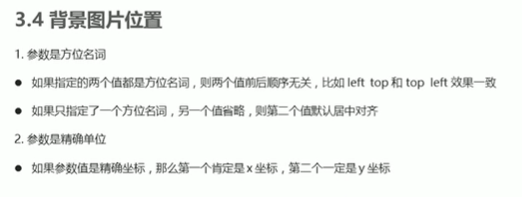 3.4 背景图片位置
1. 参数是方位名词
● 如果指定的两个值都是方位名词，则两个值前后顺序无关，比如 left top 和 top left 效果一致
● 如果只指定了一个方位名词，另一个值省略，则第二个值默认居中对齐
2. 参数是精确单位
● 如果参数值是精确坐标，那么第一个肯定是 x 坐标，第二个一定是 y 坐标